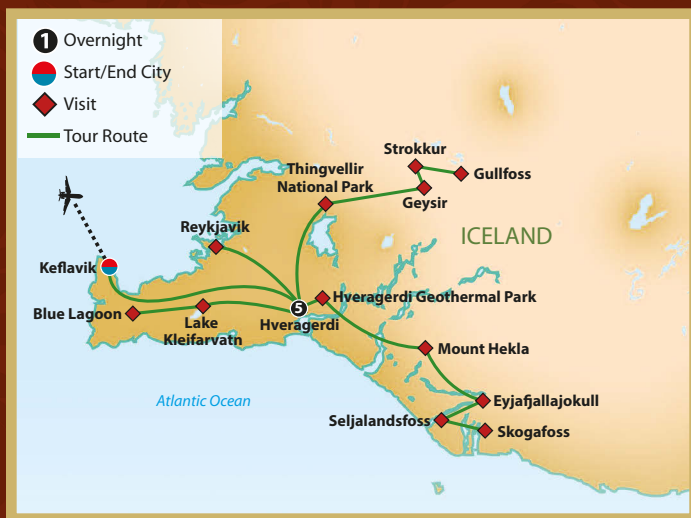 1 Overnight
Start/End City
Visit
Tour Route
Strokkur
Thingvellir
National Park
Gullfoss
Geysir
Reykjavik
ICELAND
Keflavik
Hveragerdi Geothermal Park
Blue Lagoon
Lake
Kleifarvatn
5
Hveragerdi
Mount Hekla
Atlantic Ocean
Eyjafjallajokull
Seljalandsfoss
Skogafoss